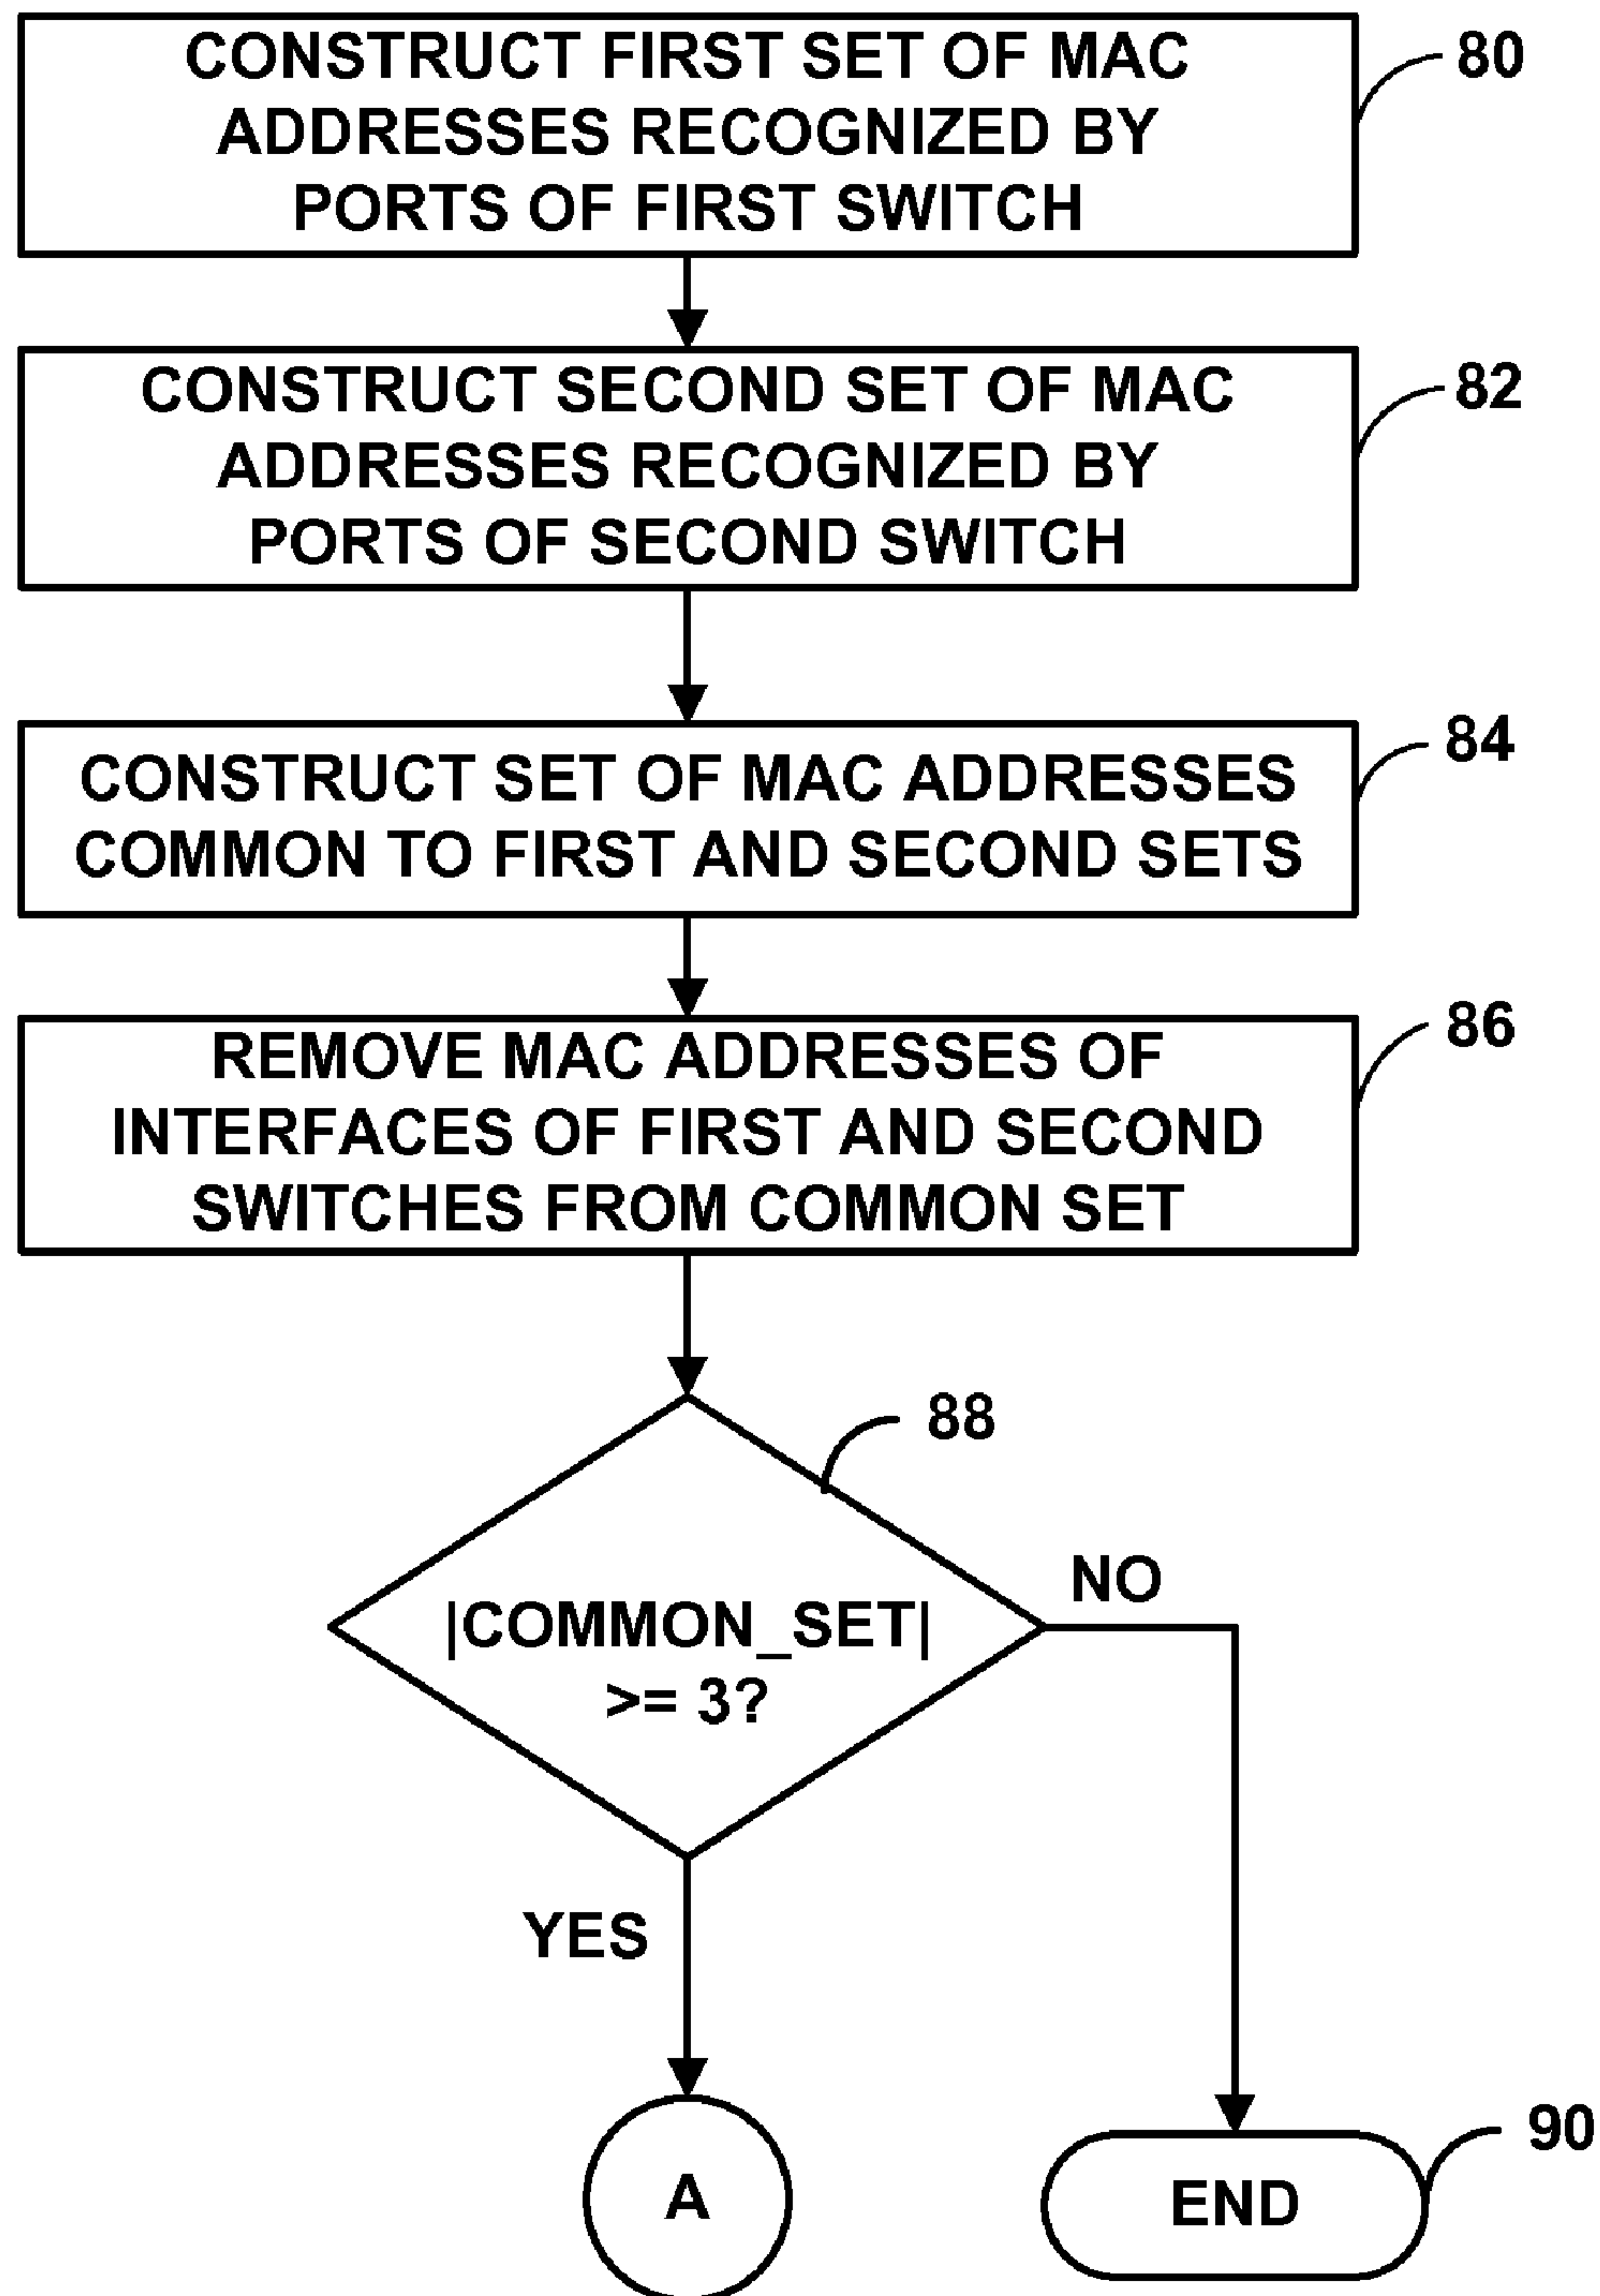 CONSTRUCT FIRST SET OF MAC
ADDRESSES RECOGNIZED BY
PORTS OF FIRST SWITCH
80
CONSTRUCT SECOND SET OF MAC
ADDRESSES RECOGNIZED BY
PORTS OF SECOND SWITCH
82
CONSTRUCT SET OF MAC ADDRESSES
COMMON TO FIRST AND SECOND SETS
84
REMOVE MAC ADDRESSES OF
INTERFACES OF FIRST AND SECOND
SWITCHES FROM COMMON SET
86
88
|COMMON_SET|
>= 3?
NO
YES
A
END
90